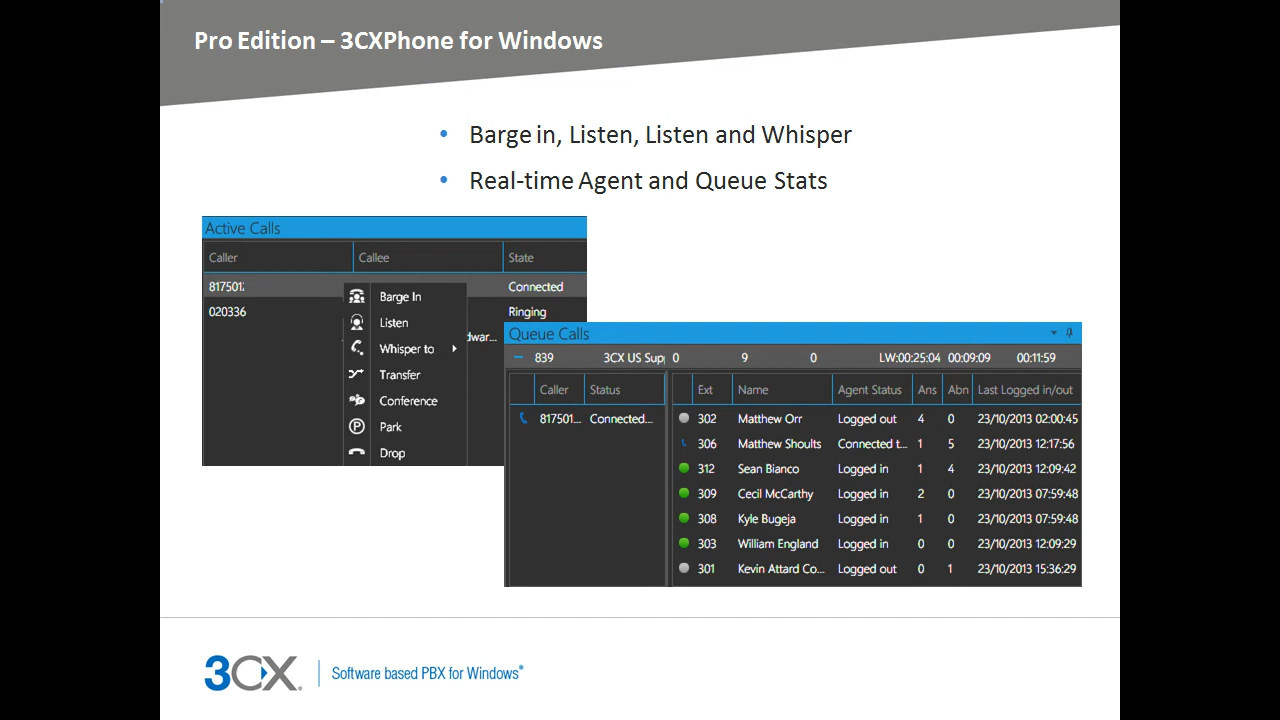 Pro Edition – 3CXPhone for Windows
• Barge in, Listen, Listen and Whisper
• Real-time Agent and Queue Stats
Active Calls
Caller Callee State
817501 Connected
020336 Ringing
Barge In
Listen
Whisper to
Transfer
Conference
Park
Drop
dwar...
Queue Calls
839 3CX US Supp 0 9 0 LW:00:25:04 00:09:09 00:11:59
Caller Status
817501... Connected...
Ext Name Agent Status Ans Abn Last Logged in/out
302 Matthew Orr Logged out 4 0 23/10/2013 02:00:45
306 Matthew Shoults Connected t... 1 5 23/10/2013 12:17:56
312 Sean Bianco Logged in 1 4 23/10/2013 12:09:42
309 Cecil McCarthy Logged in 2 0 23/10/2013 07:59:48
308 Kyle Bugeja Logged in 1 0 23/10/2013 07:59:48
303 William England Logged in 0 0 23/10/2013 12:09:29
301 Kevin Attard Co... Logged out 0 1 23/10/2013 15:36:29
3CX Software based PBX for Windows®